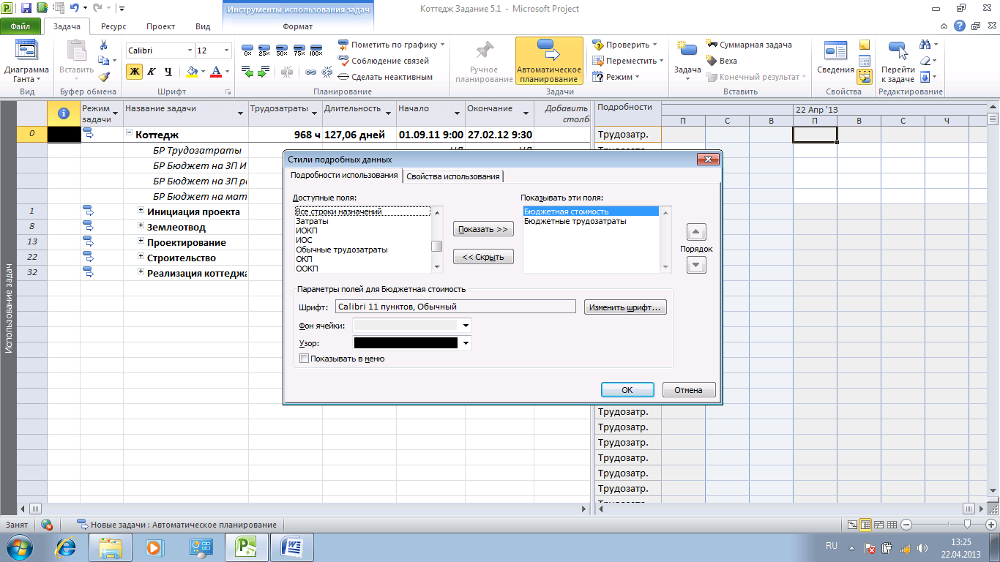 Инструменты использования задач
Коттедж Задание 5.1 - Microsoft Project
Файл Задача Ресурс Проект Вид Формат
Диаграмма Ганта
Вид
Вставить
Буфер обмена
Calibri 12
Ж К Ч
Шрифт
0% 25% 50% 75% 100%
Пометить по графику
Соблюдение связей
Сделать неактивным
Планирование
Ручное планирование
Автоматическое планирование
Проверить
Переместить
Режим
Задачи
Задача
Суммарная задача
Веха
Конечный результат
Вставить
Сведения
Свойства
Перейти к задаче
Редактирование
Режим задачи Название задачи Трудозатраты Длительность Начало Окончание Добавить столб
Подробности 22 Апр '13
П С В П В С Ч
0 Коттедж 968 ч 127,06 дней 01.09.11 9:00 27.02.12 9:30 Трудозатр.
БР Трудозатраты
БР Бюджет на ЗП И
БР Бюджет на ЗП р
БР Бюджет на мат
1 Инициация проекта
8 Землеотвод
13 Проектирование
22 Строительство
32 Реализация коттеджа
Использование задач
Стили подробных данных
Подробности использования Свойства использования
Доступные поля:
Все строки назначений
Затраты
ИОКП
ИОС
Обычные трудозатраты
ОКП
ООКП
Показать >>
<< Скрыть
Показывать эти поля:
Бюджетная стоимость
Бюджетные трудозатраты
Порядок
Параметры полей для Бюджетная стоимость
Шрифт: Calibri 11 пунктов, Обычный Изменить шрифт...
Фон ячейки:
Узор:
Показывать в меню
ОК Отмена
Трудозатр.
Трудозатр.
Трудозатр.
Трудозатр.
Трудозатр.
Трудозатр.
Занят Новые задачи : Автоматическое планирование
RU 13:25
22.04.2013